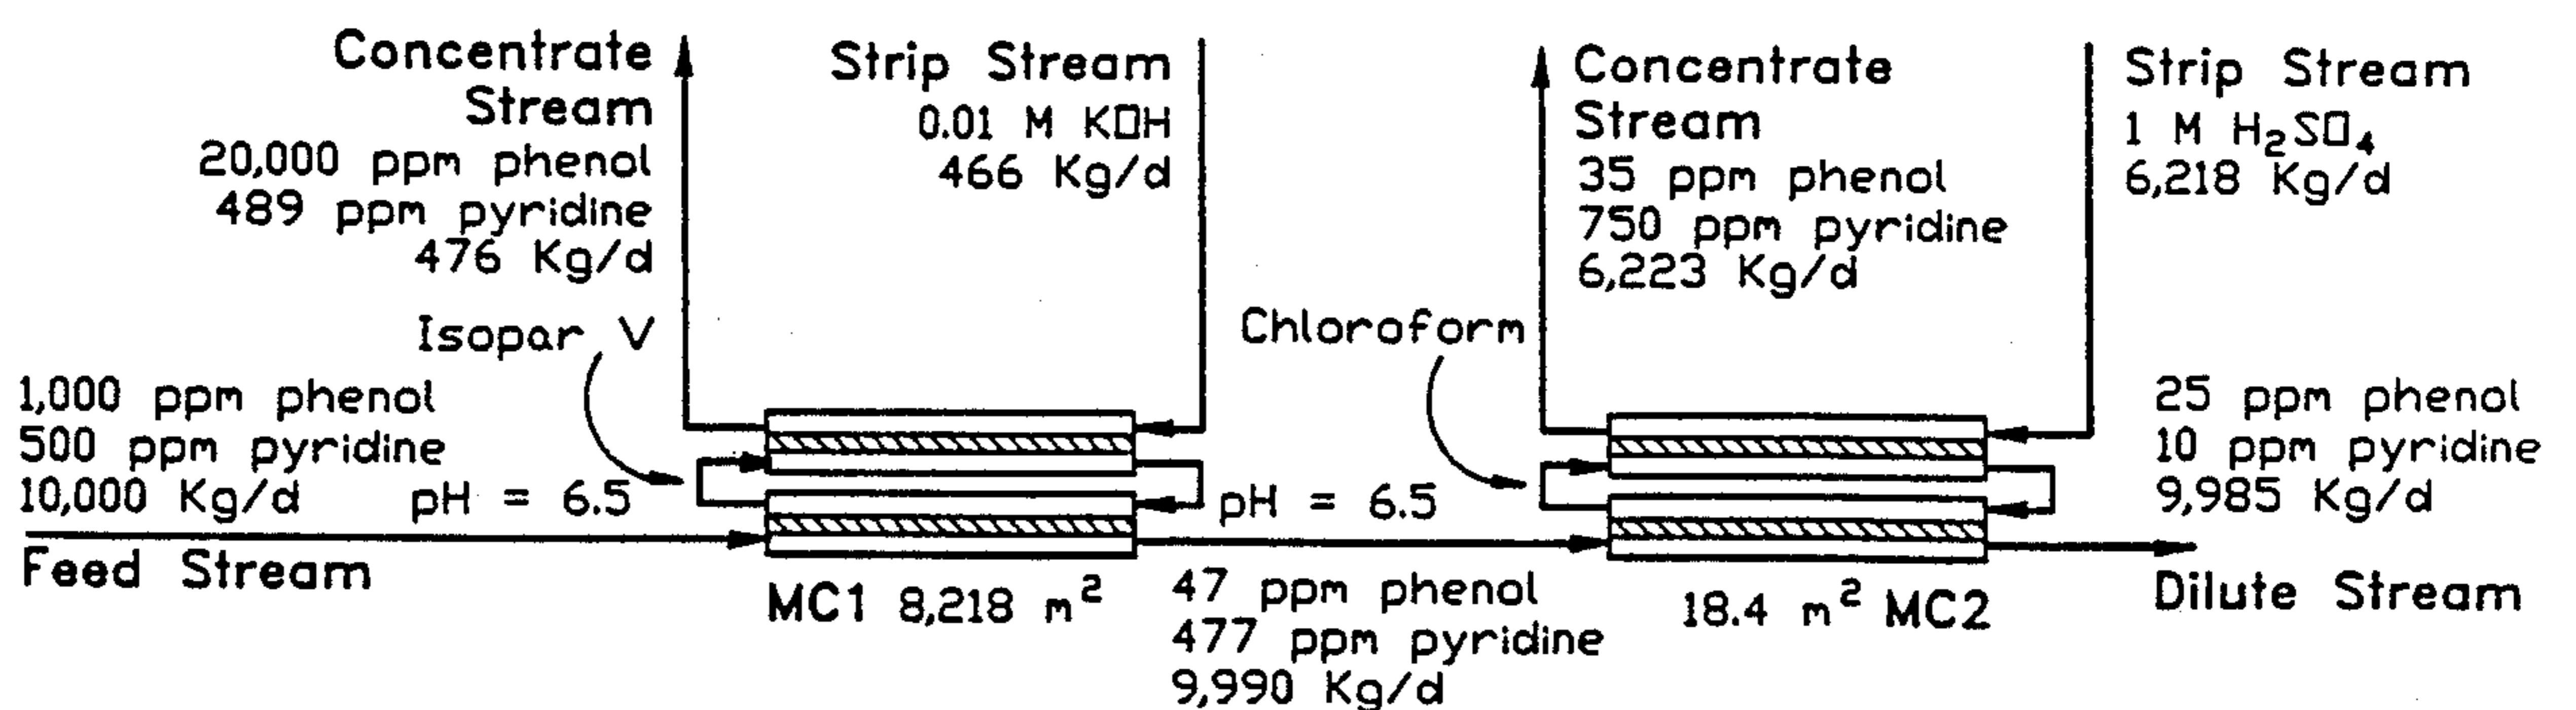 Concentrate
Stream
20,000 ppm phenol
489 ppm pyridine
476 Kg/d
Strip Stream
0.01 M KOH
466 Kg/d
Concentrate
Stream
35 ppm phenol
750 ppm pyridine
6,223 Kg/d
Strip Stream
1 M H₂SO₄
6,218 Kg/d
Isopar V
Chloroform
1,000 ppm phenol
500 ppm pyridine
10,000 Kg/d pH = 6.5
Feed Stream
MC1 8,218 m²
pH = 6.5
47 ppm phenol
477 ppm pyridine
9,990 Kg/d
18.4 m² MC2
25 ppm phenol
10 ppm pyridine
9,985 Kg/d
Dilute Stream